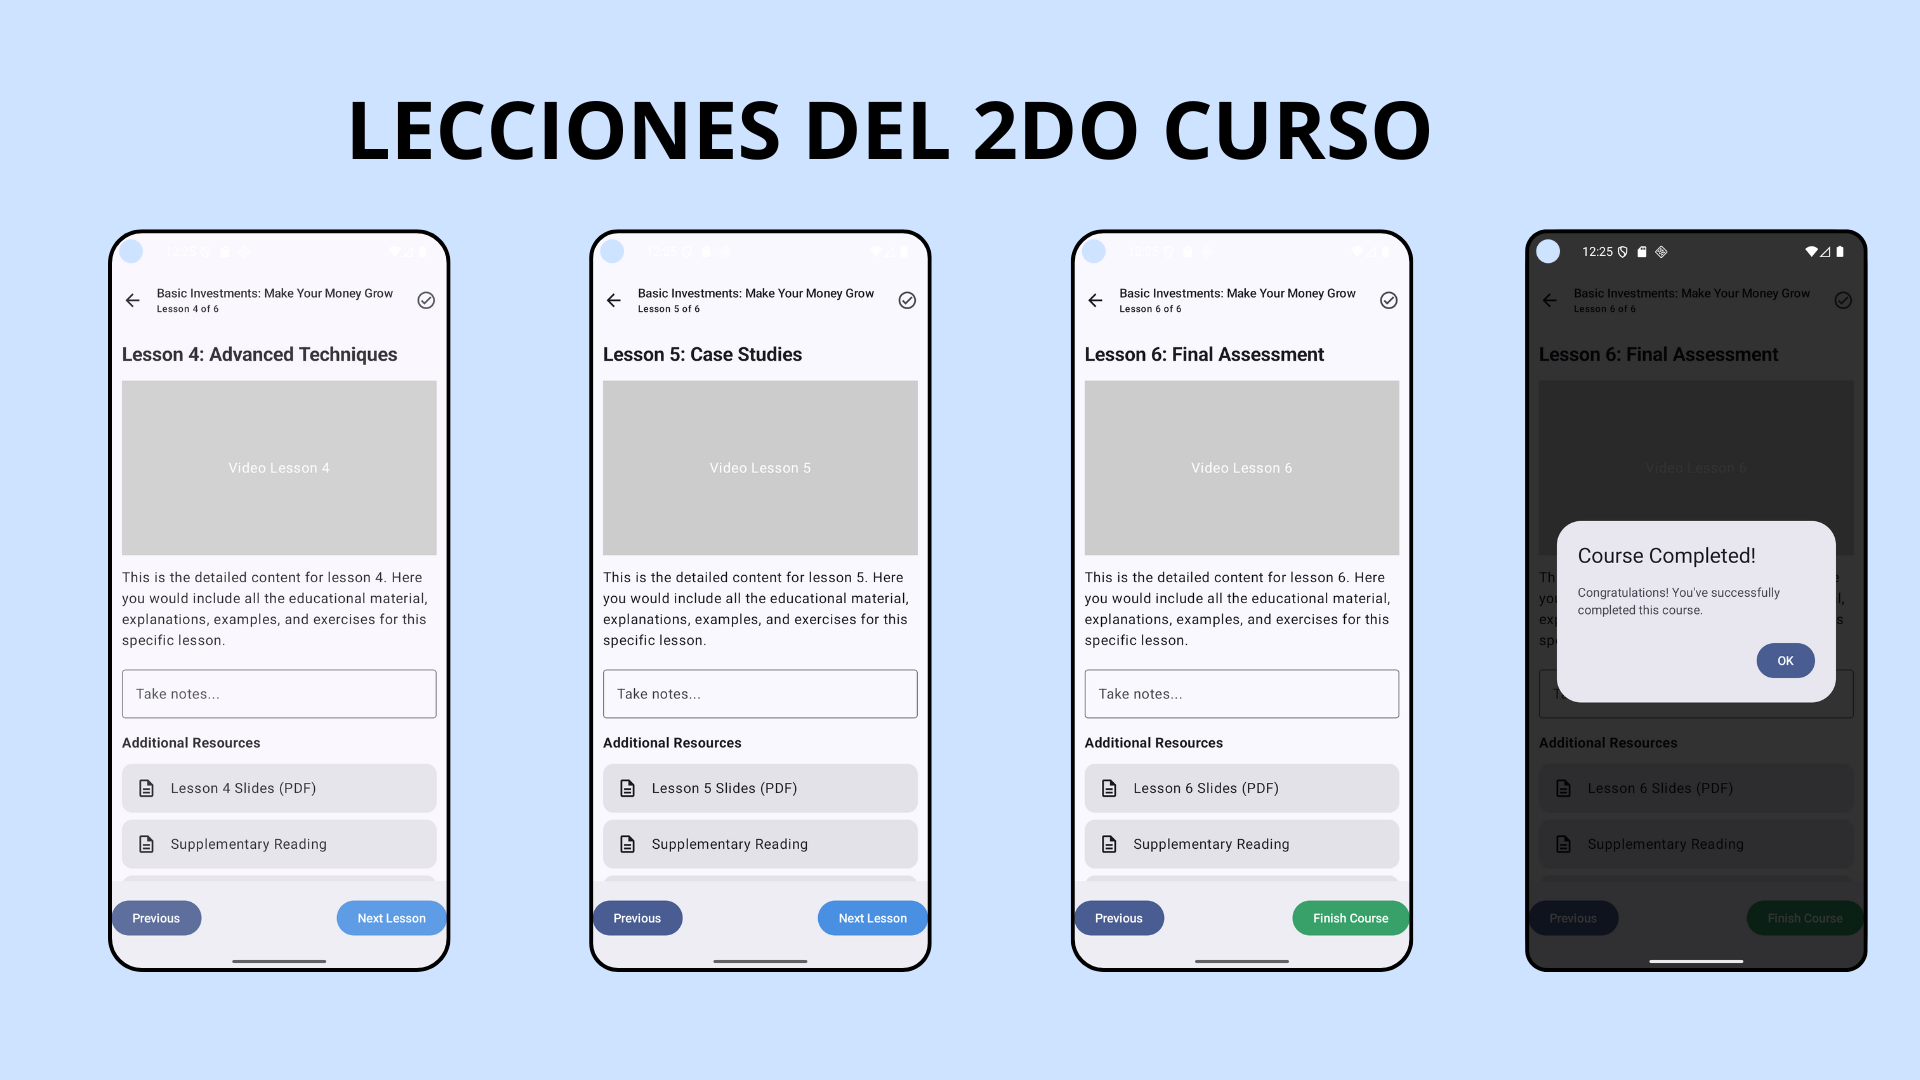 LECCIONES DEL 2DO CURSO
12:25
Basic Investments: Make Your Money Grow
Lesson 4 of 6
Lesson 4: Advanced Techniques
Video Lesson 4
This is the detailed content for lesson 4. Here
you would include all the educational material,
explanations, examples, and exercises for this
specific lesson.
Take notes...
Additional Resources
Lesson 4 Slides (PDF)
Supplementary Reading
Previous
Next Lesson
12:25
Basic Investments: Make Your Money Grow
Lesson 5 of 6
Lesson 5: Case Studies
Video Lesson 5
This is the detailed content for lesson 5. Here
you would include all the educational material,
explanations, examples, and exercises for this
specific lesson.
Take notes...
Additional Resources
Lesson 5 Slides (PDF)
Supplementary Reading
Previous
Next Lesson
Basic Investments: Make Your Money Grow
Lesson 6 of 6
Lesson 6: Final Assessment
Video Lesson 6
This is the detailed content for lesson 6. Here
you would include all the educational material,
explanations, examples, and exercises for this
specific lesson.
Take notes...
Additional Resources
Lesson 6 Slides (PDF)
Supplementary Reading
Previous
Finish Course
12:25
Basic Investments: Make Your Money Grow
Lesson 6 of 6
Lesson 6: Final Assessment
Video Lesson 6
Course Completed!
Congratulations! You've successfully
completed this course.
OK
Additional Resources
Lesson 6 Slides (PDF)
Supplementary Reading
Previous
Finish Course